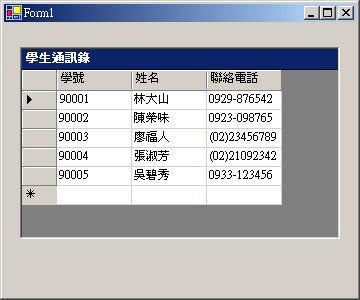 Form1
學生通訊錄
學號 姓名 聯絡電話
90001 林大山 0929-876542
90002 陳榮味 0923-098765
90003 廖福人 (02)23456789
90004 張淑芳 (02)21092342
90005 吳碧秀 0933-123456